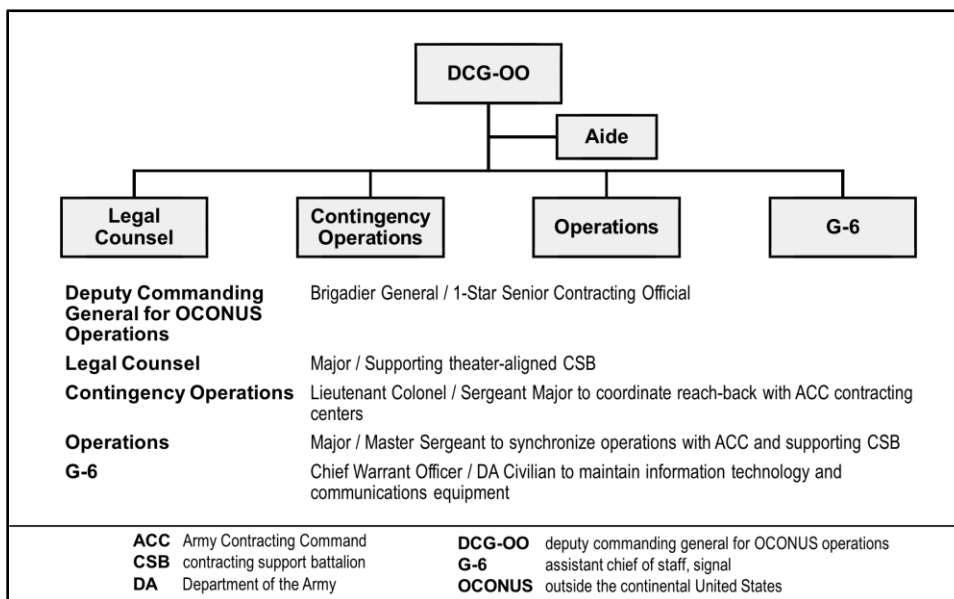 DCG-OO
Aide
Legal
Counsel
Contingency
Operations
Operations
G-6
Deputy Commanding
General for OCONUS
Operations
Brigadier General / 1-Star Senior Contracting Official
Legal Counsel
Major / Supporting theater-aligned CSB
Contingency Operations
Lieutenant Colonel / Sergeant Major to coordinate reach-back with ACC contracting
centers
Operations
Major / Master Sergeant to synchronize operations with ACC and supporting CSB
G-6
Chief Warrant Officer / DA Civilian to maintain information technology and
communications equipment
ACC Army Contracting Command
CSB contracting support battalion
DA Department of the Army
DCG-OO deputy commanding general for OCONUS operations
G-6 assistant chief of staff, signal
OCONUS outside the continental United States